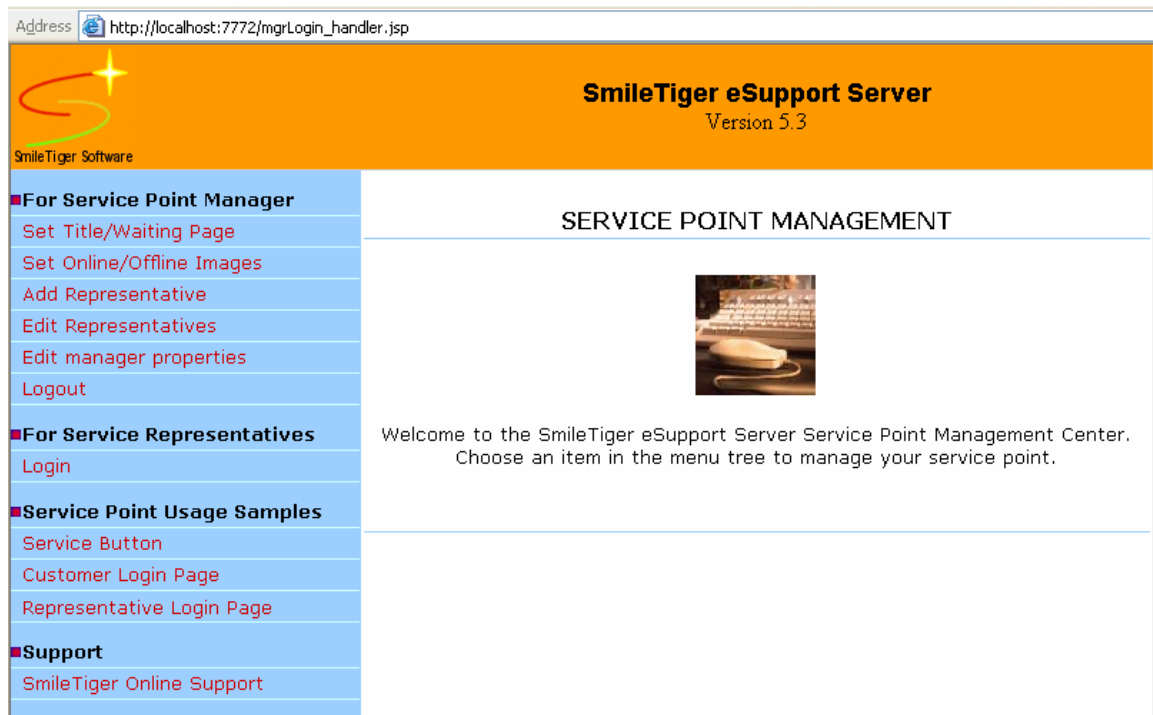 Address http://localhost:7772/mgrLogin_handler.jsp
SmileTiger Software
SmileTiger eSupport Server
Version 5.3
For Service Point Manager
Set Title/Waiting Page
Set Online/Offline Images
Add Representative
Edit Representatives
Edit manager properties
Logout
For Service Representatives
Login
Service Point Usage Samples
Service Button
Customer Login Page
Representative Login Page
Support
SmileTiger Online Support
SERVICE POINT MANAGEMENT
Welcome to the SmileTiger eSupport Server Service Point Management Center.
Choose an item in the menu tree to manage your service point.